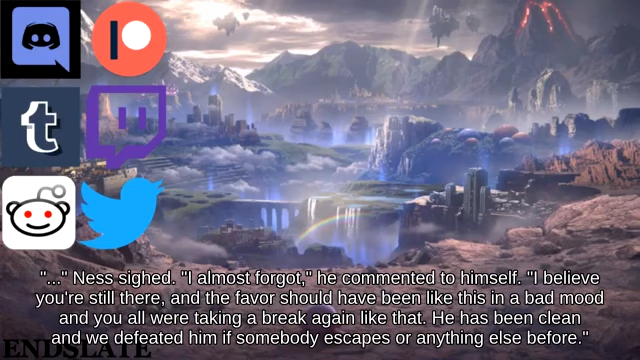 "..." Ness sighed. "I almost forgot," he commented to himself. "I believe
you're still there, and the favor should have been like this in a bad mood
and you all were taking a break again like that. He has been clean
and we defeated him if somebody escapes or anything else before."
ENDSLATE